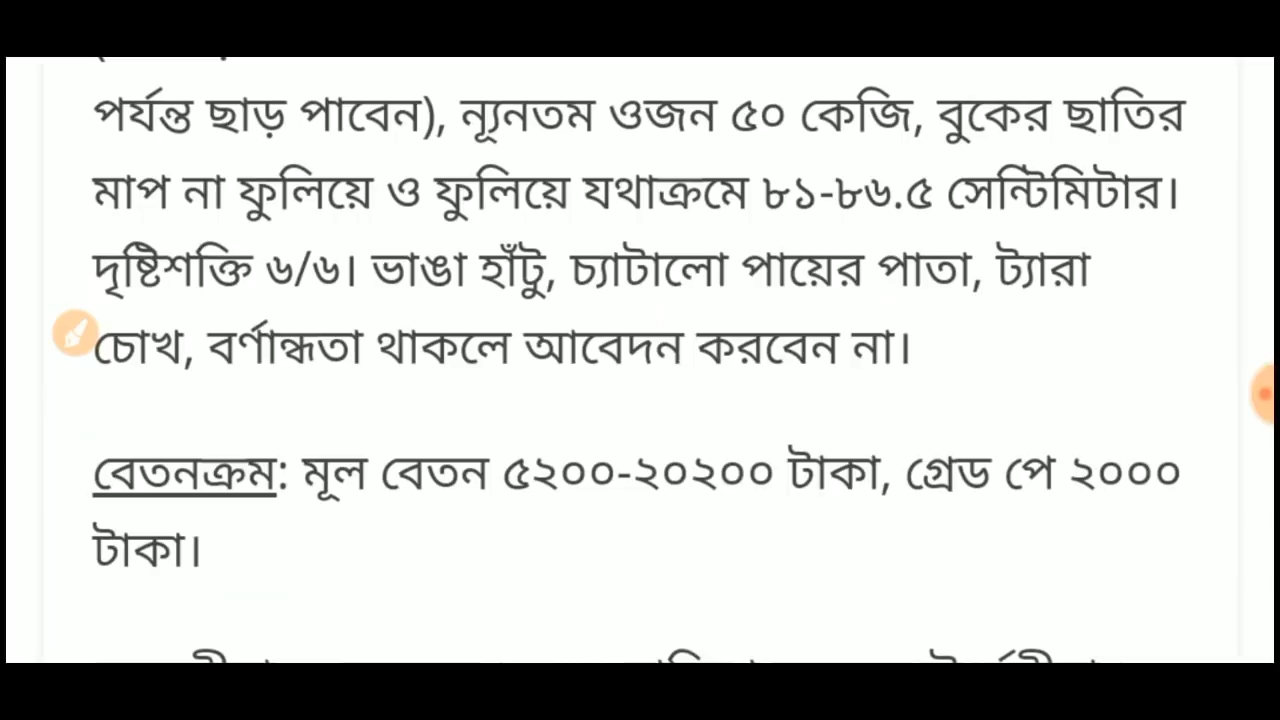 পর্যন্ত ছাড় পাবেন), ন্যূনতম ওজন ৫০ কেজি, বুকের ছাতির
মাপ না ফুলিয়ে ও ফুলিয়ে যথাক্রমে ৮১-৮৬.৫ সেন্টিমিটার।
দৃষ্টিশক্তি ৬/৬। ভাঙা হাঁটু, চ্যাটালো পায়ের পাতা, ট্যারা
চোখ, বর্ণান্ধতা থাকলে আবেদন করবেন না।
বেতনক্রম: মূল বেতন ৫২০০-২০২০০ টাকা, গ্রেড পে ২০০০
টাকা।